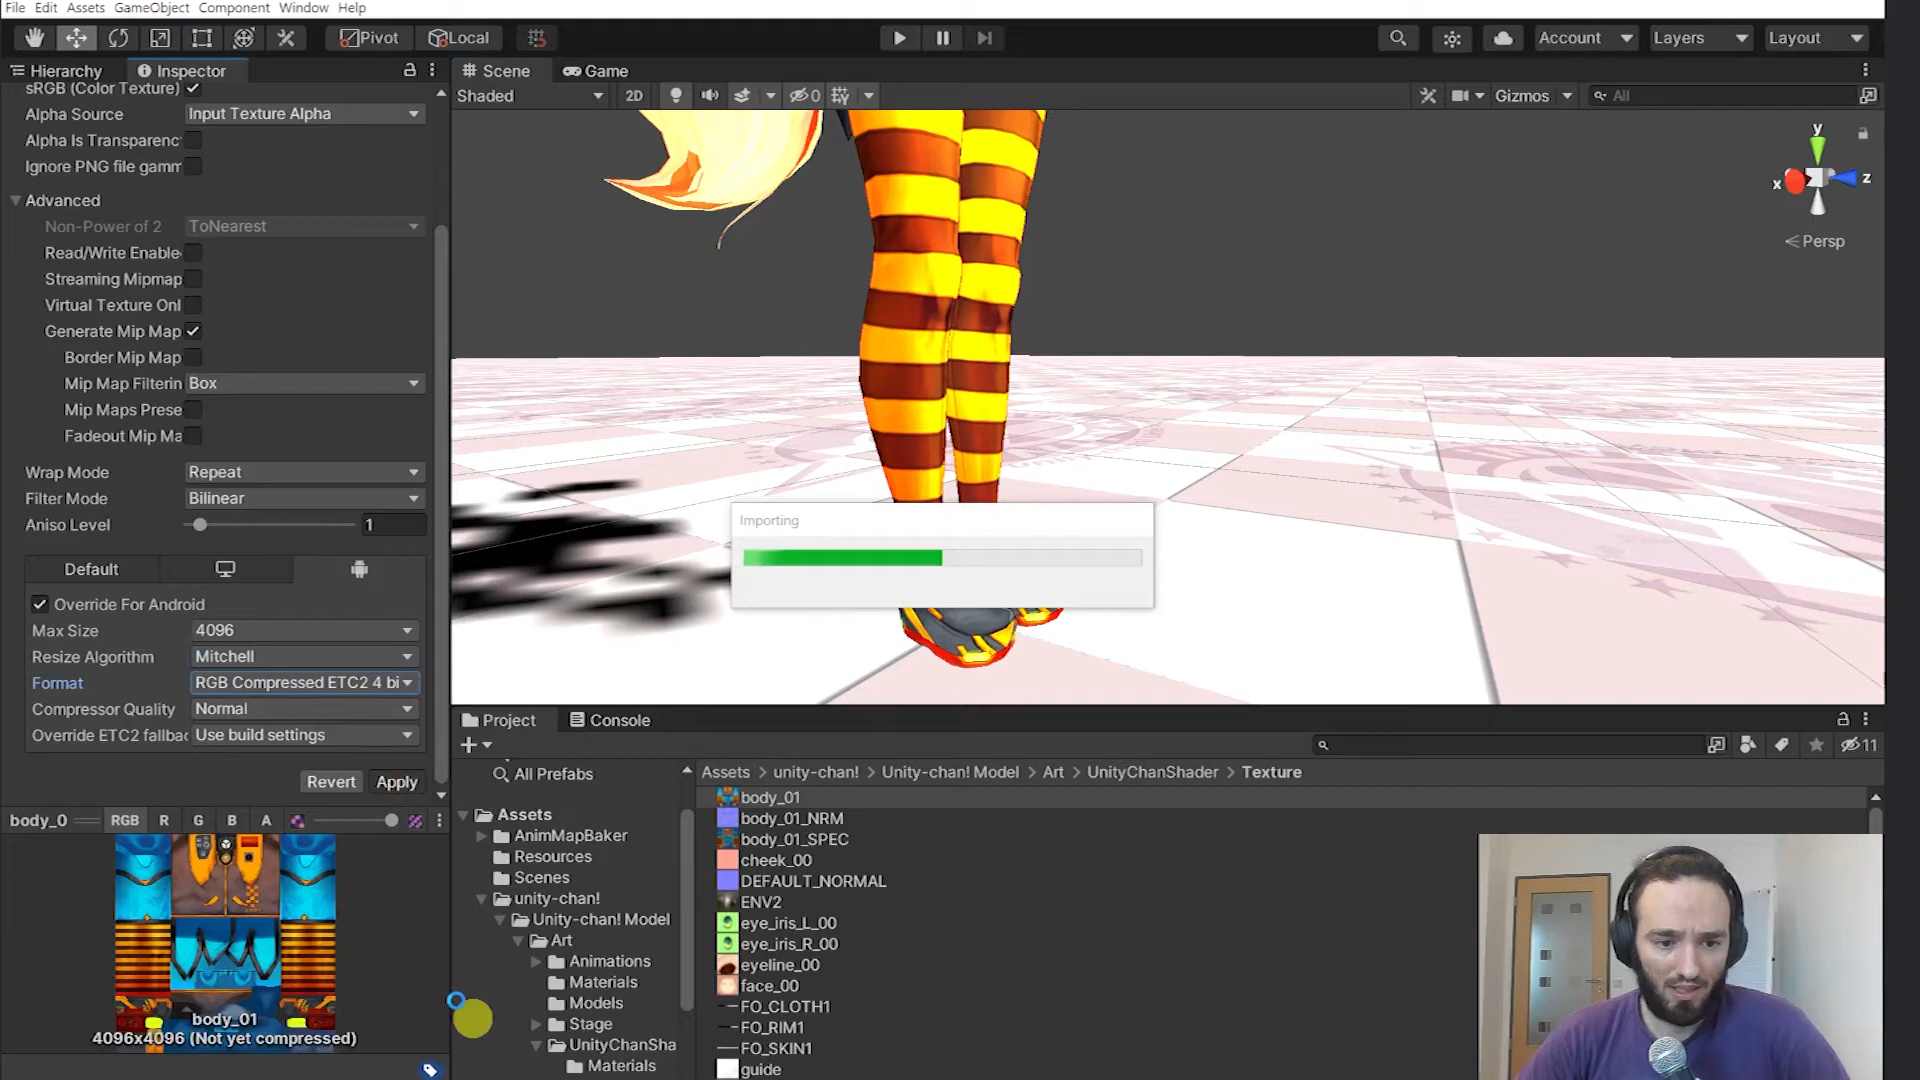 File Edit Assets GameObject Component Window Help
Pivot Local Account Layers Layout
Hierarchy Inspector
sRGB (Color Texture)
Alpha Source Input Texture Alpha
Alpha Is Transparenc
Ignore PNG file gamm
Advanced
Non-Power of 2 ToNearest
Read/Write Enable
Streaming Mipmap
Virtual Texture Onl
Generate Mip Map
Border Mip Map
Mip Map Filterin Box
Mip Maps Prese
Fadeout Mip Ma
Wrap Mode Repeat
Filter Mode Bilinear
Aniso Level 1
Default
Override For Android
Max Size 4096
Resize Algorithm Mitchell
Format RGB Compressed ETC2 4 bi
Compressor Quality Normal
Override ETC2 fallbac Use build settings
Revert Apply
body_0 RGB R G B A
body_01
4096x4096 (Not yet compressed)
Scene Game
Shaded 2D 0 Gizmos All
y
x z
Persp
Importing
Project Console
11
All Prefabs
Assets
AnimMapBaker
Resources
Scenes
unity-chan!
Unity-chan! Model
Art
Animations
Materials
Models
Stage
UnityChanSha
Materials
Assets > unity-chan! > Unity-chan! Model > Art > UnityChanShader > Texture
body_01
body_01_NRM
body_01_SPEC
cheek_00
DEFAULT_NORMAL
ENV2
eye_iris_L_00
eye_iris_R_00
eyeline_00
face_00
FO_CLOTH1
FO_RIM1
FO_SKIN1
guide